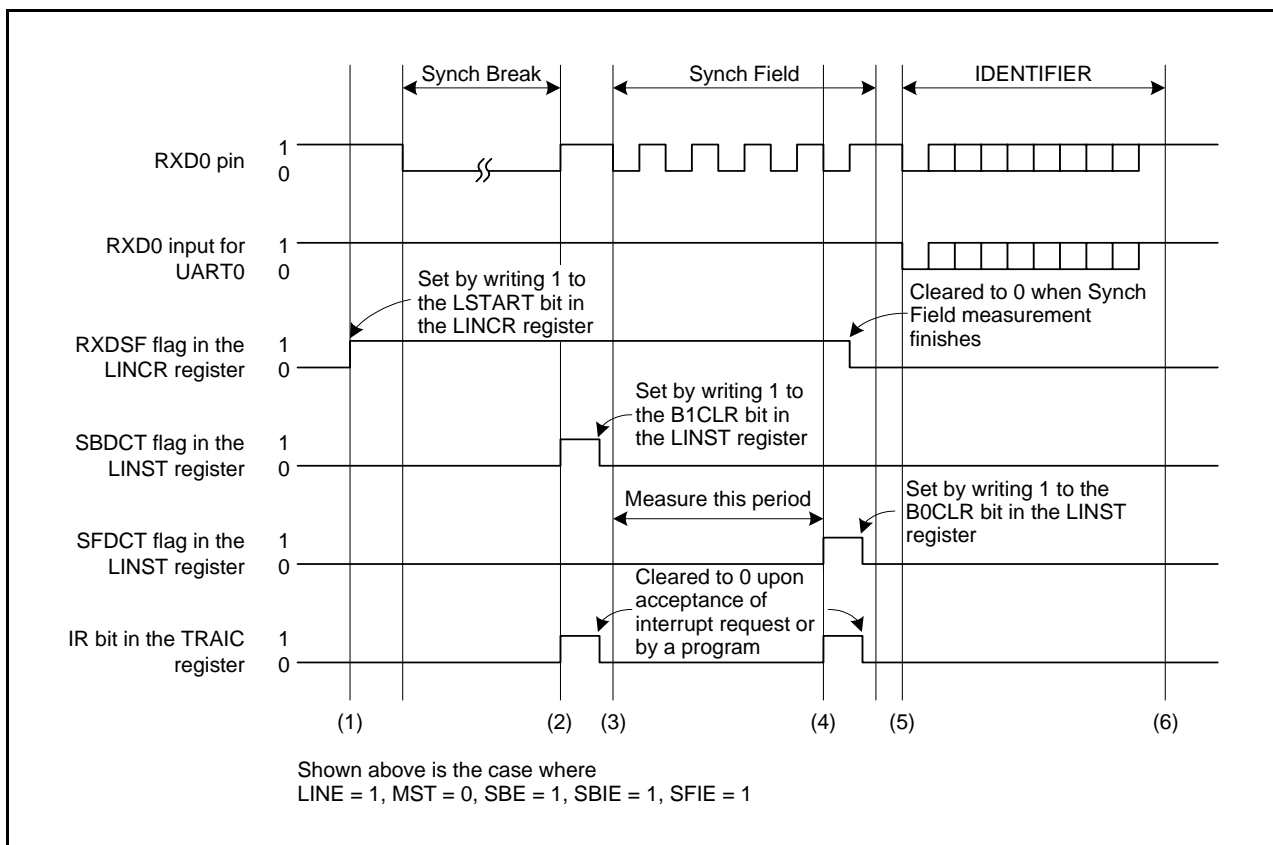 Synch Break
Synch Field
IDENTIFIER
RXD0 pin
1
0
RXD0 input for
UART0
1
0
Set by writing 1 to
the LSTART bit in
the LINCR register
Cleared to 0 when Synch
Field measurement
finishes
RXDSF flag in the
LINCR register
1
0
Set by writing 1 to
the B1CLR bit in
the LINST register
SBDCT flag in the
LINST register
1
0
Measure this period
Set by writing 1 to the
B0CLR bit in the LINST
register
SFDCT flag in the
LINST register
1
0
Cleared to 0 upon
acceptance of
interrupt request or
by a program
IR bit in the TRAIC
register
1
0
(1) (2) (3) (4) (5) (6)
Shown above is the case where
LINE = 1, MST = 0, SBE = 1, SBIE = 1, SFIE = 1